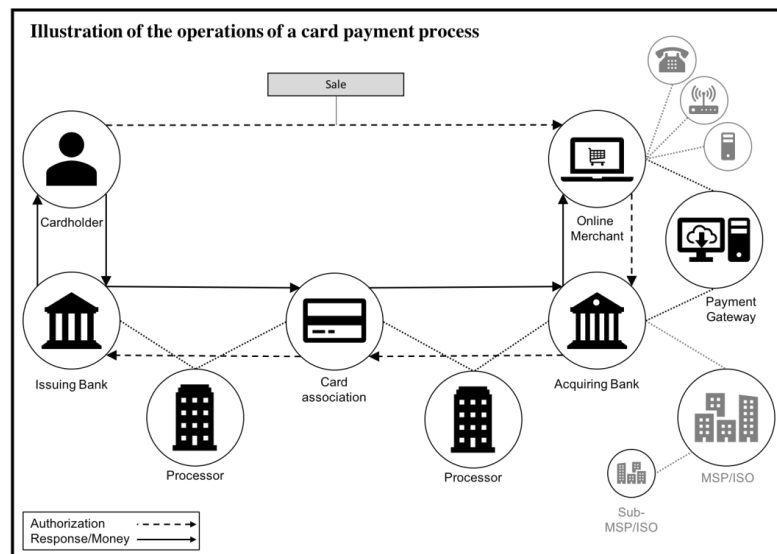 Illustration of the operations of a card payment process
Sale
Cardholder
Online
Merchant
Payment
Gateway
Issuing Bank
Card
association
Acquiring Bank
Processor
Processor
MSP/ISO
Sub-
MSP/ISO
Authorization
Response/Money